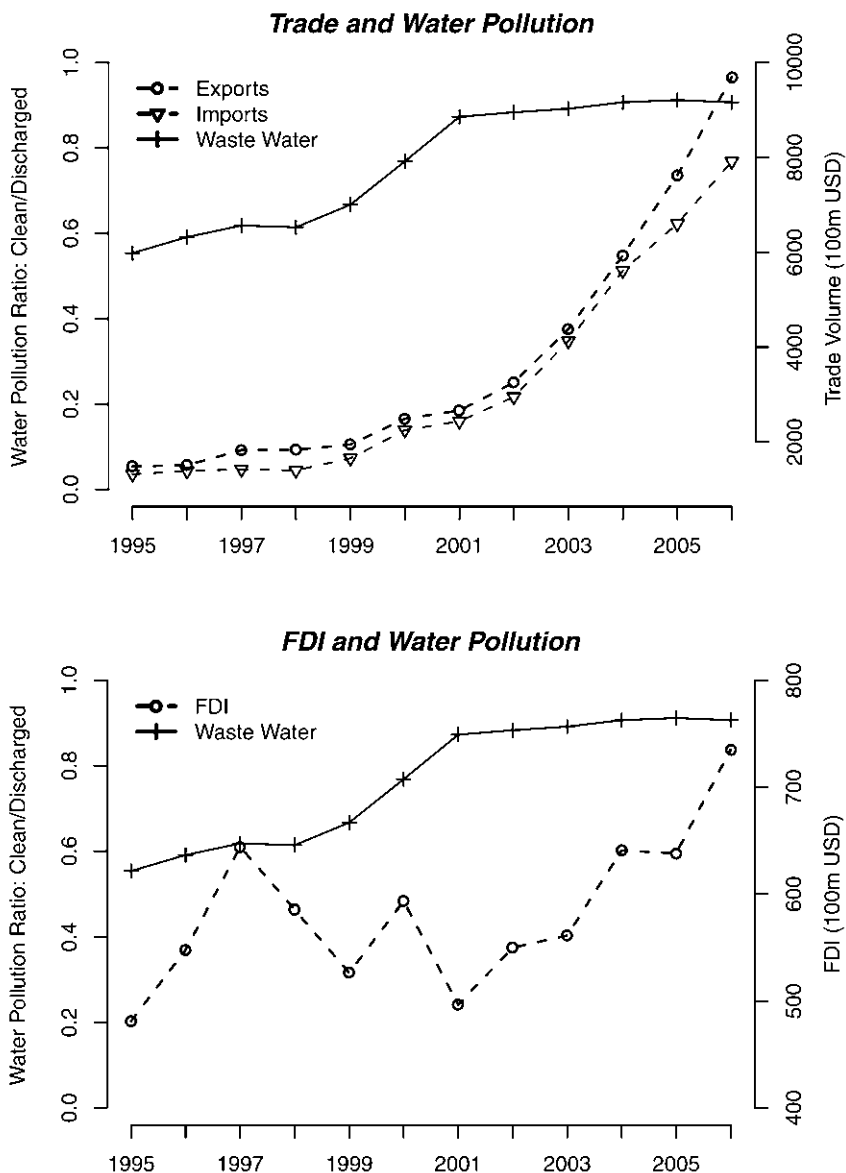 Trade and Water Pollution
Water Pollution Ratio: Clean/Discharged
1.0
0.8
0.6
0.4
0.2
0.0
Exports
Imports
Waste Water
10000
8000
6000
4000
2000
Trade Volume (100m USD)
1995 1997 1999 2001 2003 2005
FDI and Water Pollution
Water Pollution Ratio: Clean/Discharged
1.0
0.8
0.6
0.4
0.2
0.0
FDI
Waste Water
800
700
600
500
400
FDI (100m USD)
1995 1997 1999 2001 2003 2005